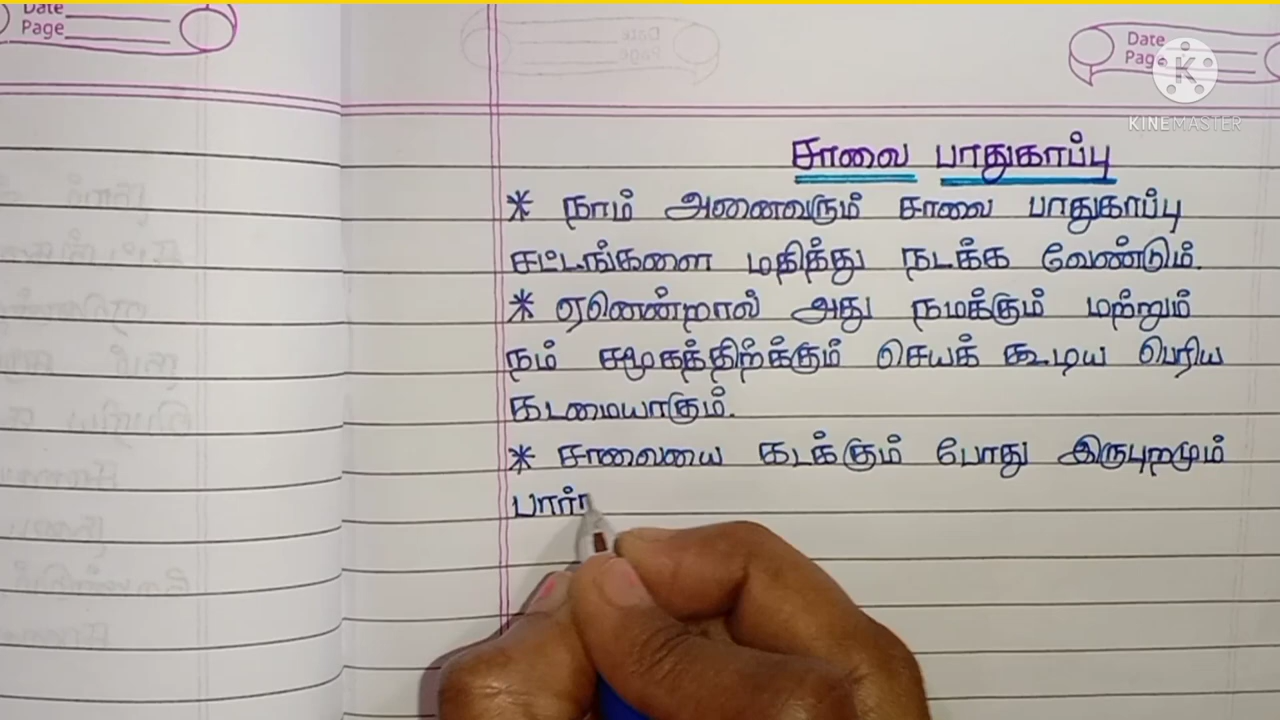 Date
Page
Date
Page
KINEMASTER
சாலை பாதுகாப்பு
* நாம் அனைவரும் சாலை பாதுகாப்பு
சட்டங்களை மதித்து நடக்க வேண்டும்.
* ஏனென்றால் அது நமக்கும் மற்றும்
நம் சமூகத்திற்க்கும் செயக் கூடிய பெரிய
கடமையாகும்.
* சாலையை கடக்கும் போது இருபுறமும்